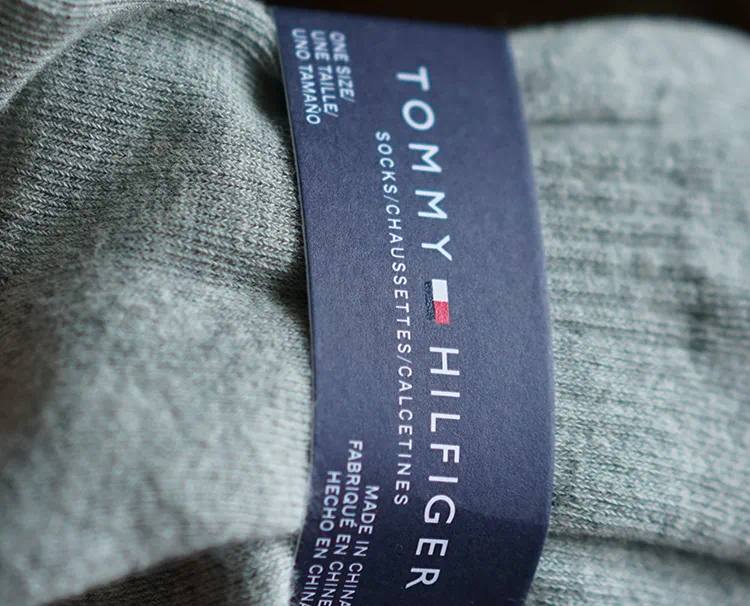 TOMMY HILFIGER
SOCKS/CHAUSSETTES/CALCETINES
ONE SIZE/
UNE TAILLE/
UNO TAMAÑO
MADE IN CHINA
FABRIQUÉ EN CHINE
HECHO EN CHINA